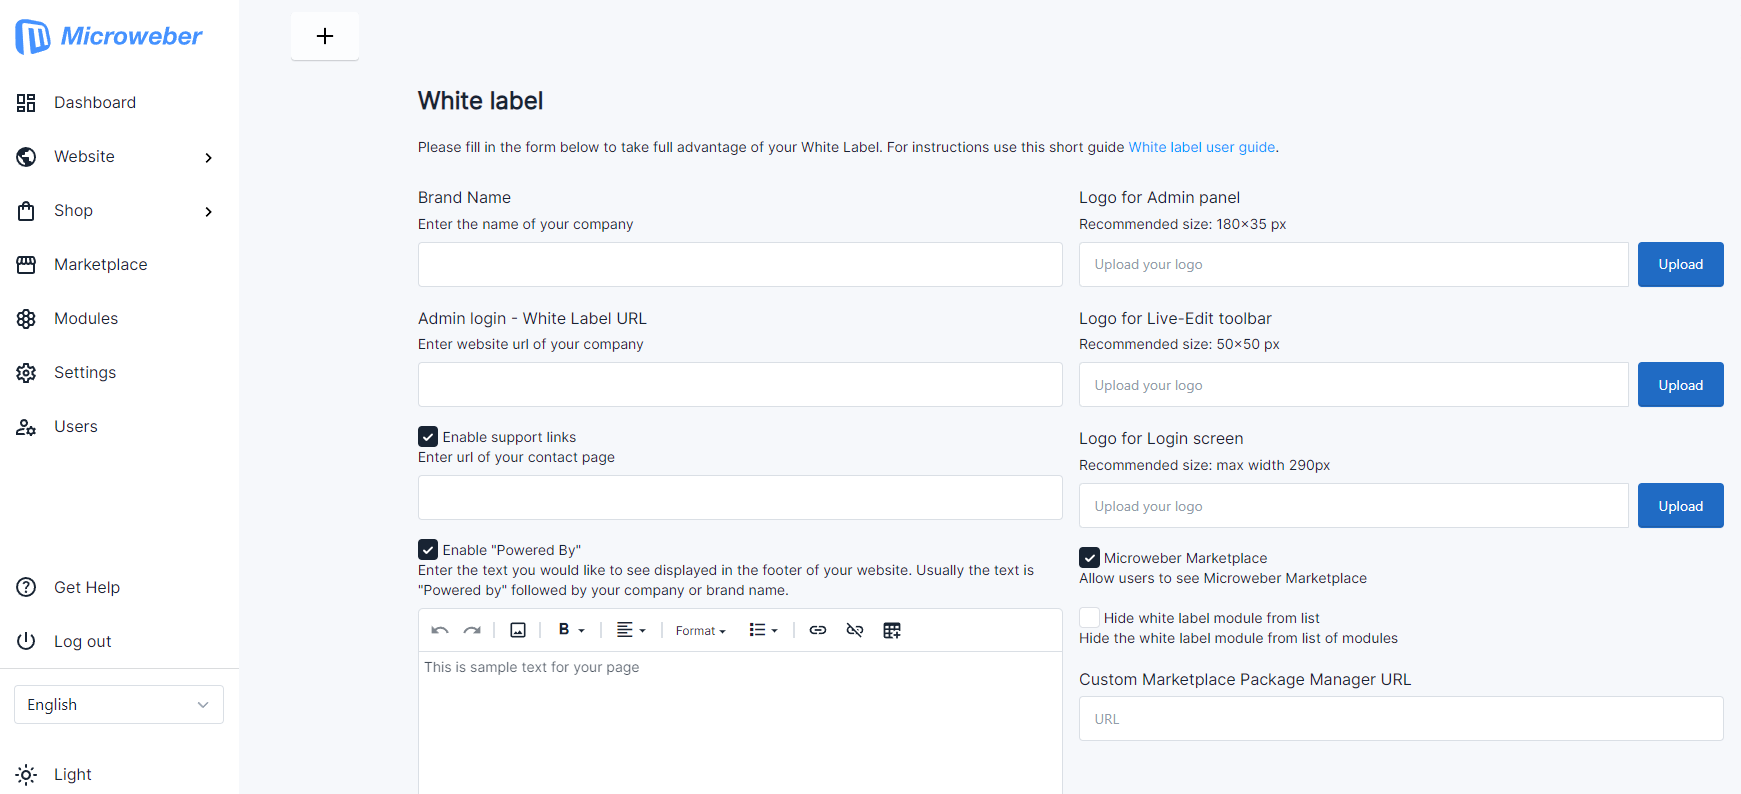 Microweber
Dashboard
Website
Shop
Marketplace
Modules
Settings
Users
Get Help
Log out
English
Light
White label
Please fill in the form below to take full advantage of your White Label. For instructions use this short guide White label user guide.
Brand Name
Enter the name of your company
Admin login - White Label URL
Enter website url of your company
Enable support links
Enter url of your contact page
Enable "Powered By"
Enter the text you would like to see displayed in the footer of your website. Usually the text is
"Powered by" followed by your company or brand name.
B Format
This is sample text for your page
Logo for Admin panel
Recommended size: 180×35 px
Upload your logo Upload
Logo for Live-Edit toolbar
Recommended size: 50×50 px
Upload your logo Upload
Logo for Login screen
Recommended size: max width 290px
Upload your logo Upload
Microweber Marketplace
Allow users to see Microweber Marketplace
Hide white label module from list
Hide the white label module from list of modules
Custom Marketplace Package Manager URL
URL